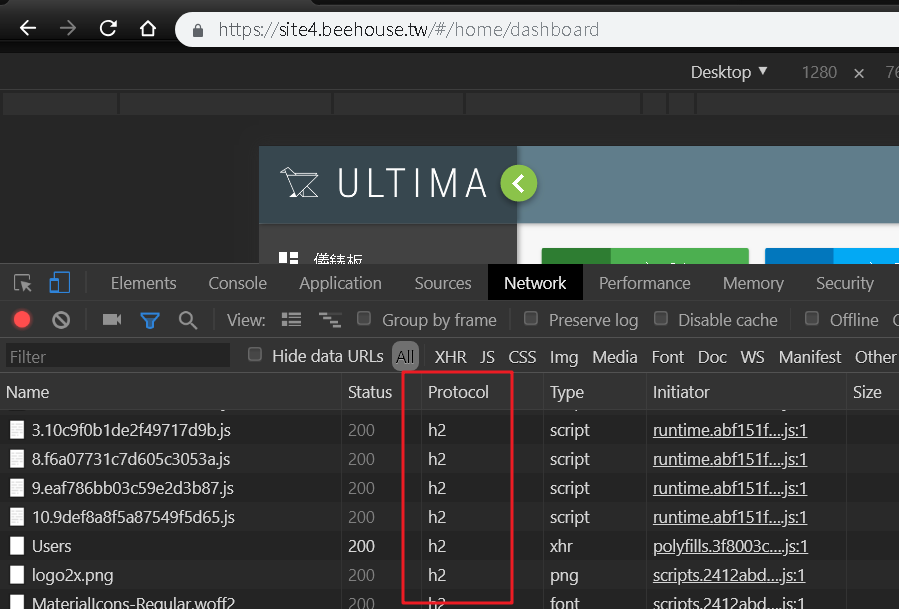 https://site4.beehouse.tw/#/home/dashboard
Desktop ▼ 1280 × 76
ULTIMA
儀錶板
Elements Console Application Sources Network Performance Memory Security
View: Group by frame Preserve log Disable cache Offline
Filter Hide data URLs All XHR JS CSS Img Media Font Doc WS Manifest Other
Name Status Protocol Type Initiator Size
3.10c9f0b1de2f49717d9b.js 200 h2 script runtime.abf151f....js:1
8.f6a07731c7d605c3053a.js 200 h2 script runtime.abf151f....js:1
9.eaf786bb03c59e2d3b87.js 200 h2 script runtime.abf151f....js:1
10.9def8a8f5a87549f5d65.js 200 h2 script runtime.abf151f....js:1
Users 200 h2 xhr polyfills.3f8003c....js:1
logo2x.png 200 h2 png scripts.2412abd....js:1
MaterialIcons-Regular.woff2 200 h2 font scripts.2412abd....js:1